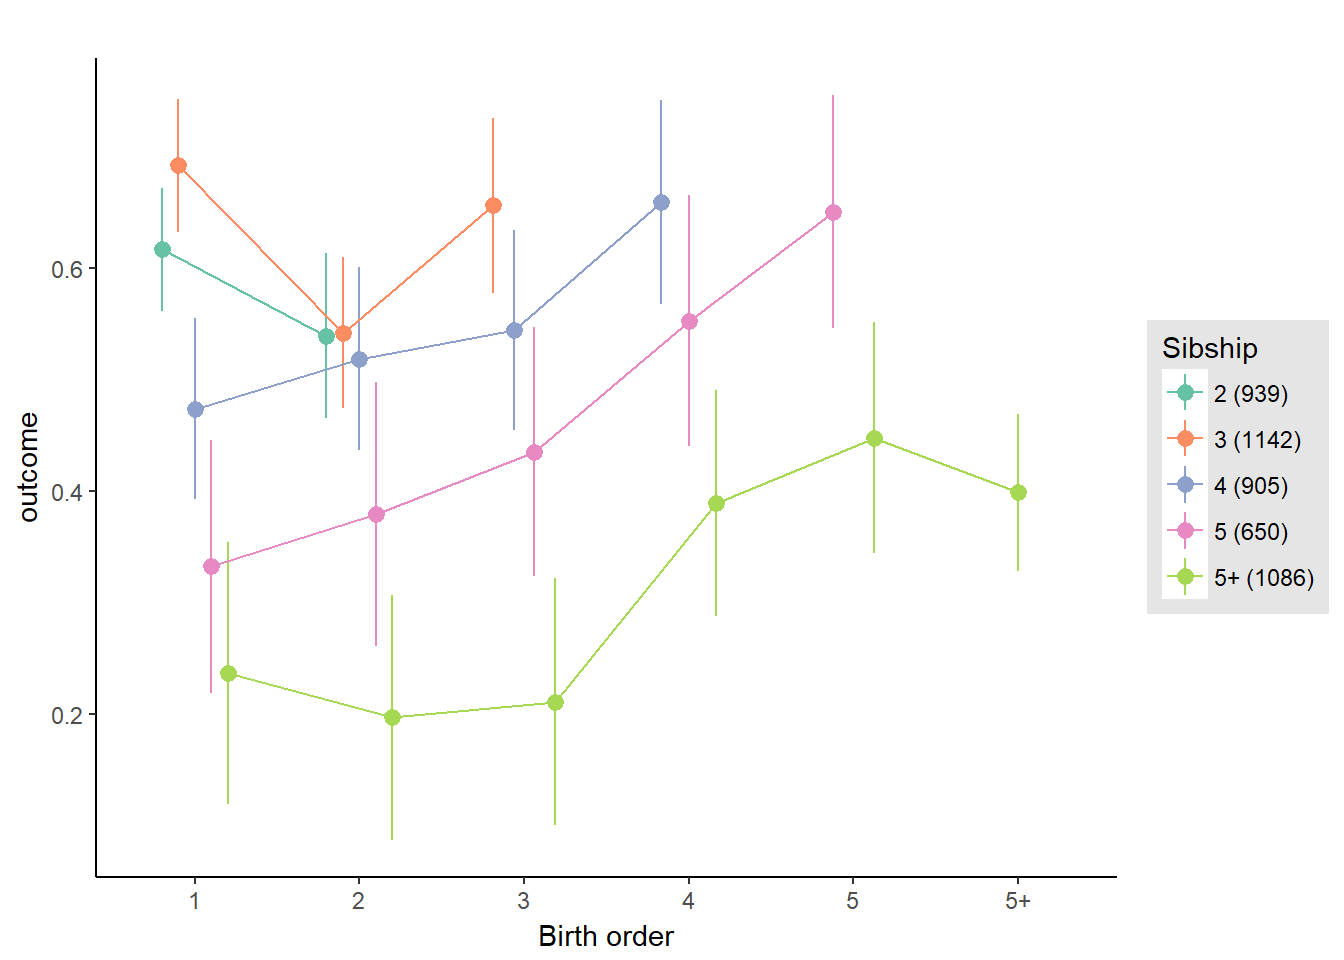 0.6
0.4
0.2
outcome
1 2 3 4 5 5+
Birth order
Sibship
2 (939)
3 (1142)
4 (905)
5 (650)
5+ (1086)